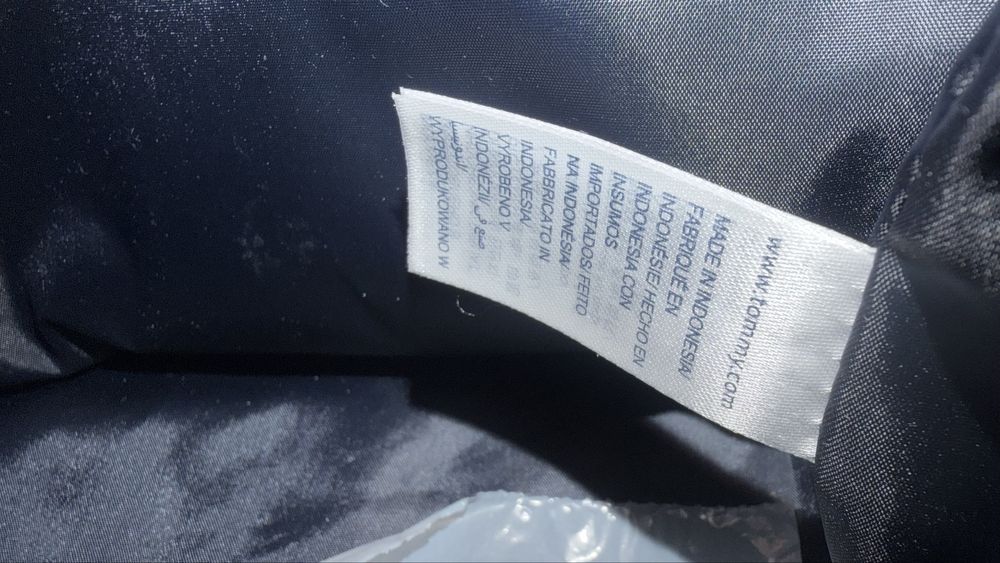 www.tommy.com
MADE IN INDONESIA/
FABRIQUÉ EN
INDONÉSIE/HECHO EN
INDONESIA CON
INSUMOS
IMPORTADOS/FEITO
NA INDONÉSIA/
FABBRICATO IN
INDONESIA/
VYROBENO V
INDONÉZII/ صنع في
اندونيسيا/
WYPRODUKOWANO W